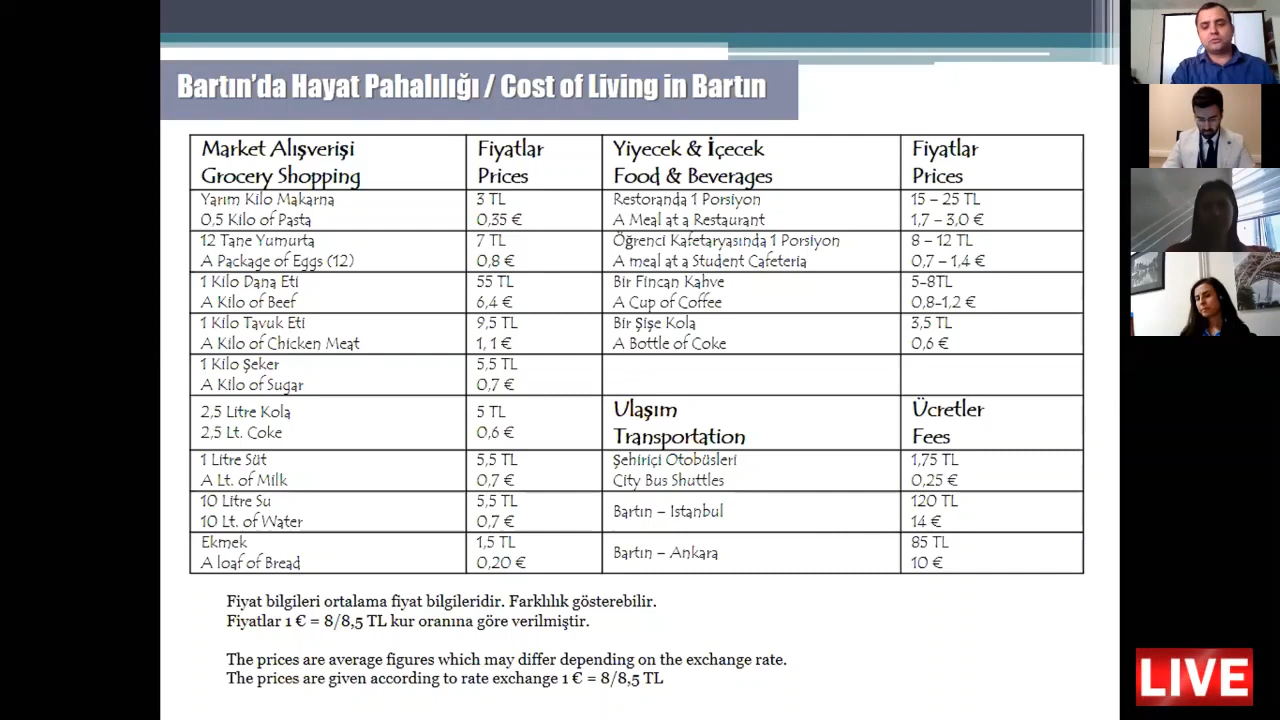 Bartın’da Hayat Pahalılığı / Cost of Living in Bartın
Market Alışverişi
Grocery Shopping
Fiyatlar
Prices
Yiyecek & İçecek
Food & Beverages
Fiyatlar
Prices
Yarım Kilo Makarna
0,5 Kilo of Pasta
3 TL
0,35 €
Restoranda 1 Porsiyon
A Meal at a Restaurant
15 – 25 TL
1,7 – 3,0 €
12 Tane Yumurta
A Package of Eggs (12)
7 TL
0,8 €
Öğrenci Kafetaryasında 1 Porsiyon
A meal at a Student Cafeteria
8 – 12 TL
0,7 – 1,4 €
1 Kilo Dana Eti
A Kilo of Beef
55 TL
6,4 €
Bir Fincan Kahve
A Cup of Coffee
5-8TL
0,8-1,2 €
1 Kilo Tavuk Eti
A Kilo of Chicken Meat
9,5 TL
1, 1 €
Bir Şişe Kola
A Bottle of Coke
3,5 TL
0,6 €
1 Kilo Şeker
A Kilo of Sugar
5,5 TL
0,7 €
2,5 Litre Kola
2,5 Lt. Coke
5 TL
0,6 €
Ulaşım
Transportation
Ücretler
Fees
1 Litre Süt
A Lt. of Milk
5,5 TL
0,7 €
Şehiriçi Otobüsleri
City Bus Shuttles
1,75 TL
0,25 €
10 Litre Su
10 Lt. of Water
5,5 TL
0,7 €
Bartın – Istanbul
120 TL
14 €
Ekmek
A loaf of Bread
1,5 TL
0,20 €
Bartın – Ankara
85 TL
10 €
Fiyat bilgileri ortalama fiyat bilgileridir. Farklılık gösterebilir.
Fiyatlar 1 € = 8/8,5 TL kur oranına göre verilmiştir.
The prices are average figures which may differ depending on the exchange rate.
The prices are given according to rate exchange 1 € = 8/8,5 TL
LIVE